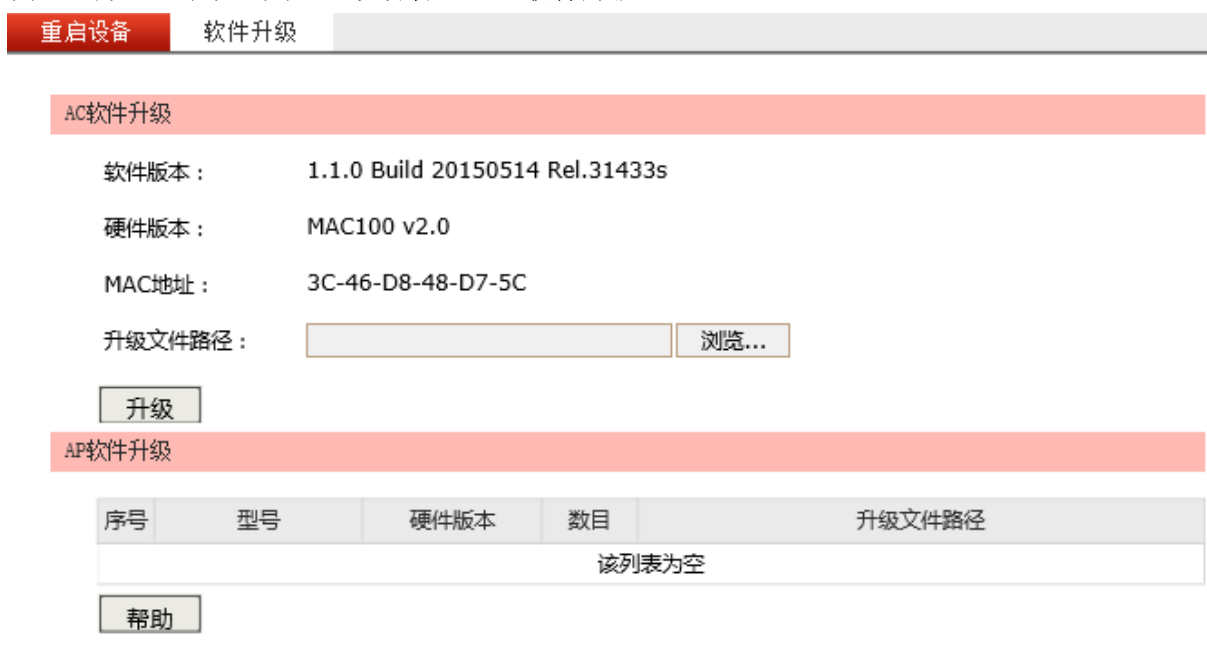 重启设备 软件升级
AC软件升级
软件版本： 1.1.0 Build 20150514 Rel.31433s
硬件版本： MAC100 v2.0
MAC地址： 3C-46-D8-48-D7-5C
升级文件路径： 浏览...
升级
AP软件升级
序号 型号 硬件版本 数目 升级文件路径
该列表为空
帮助